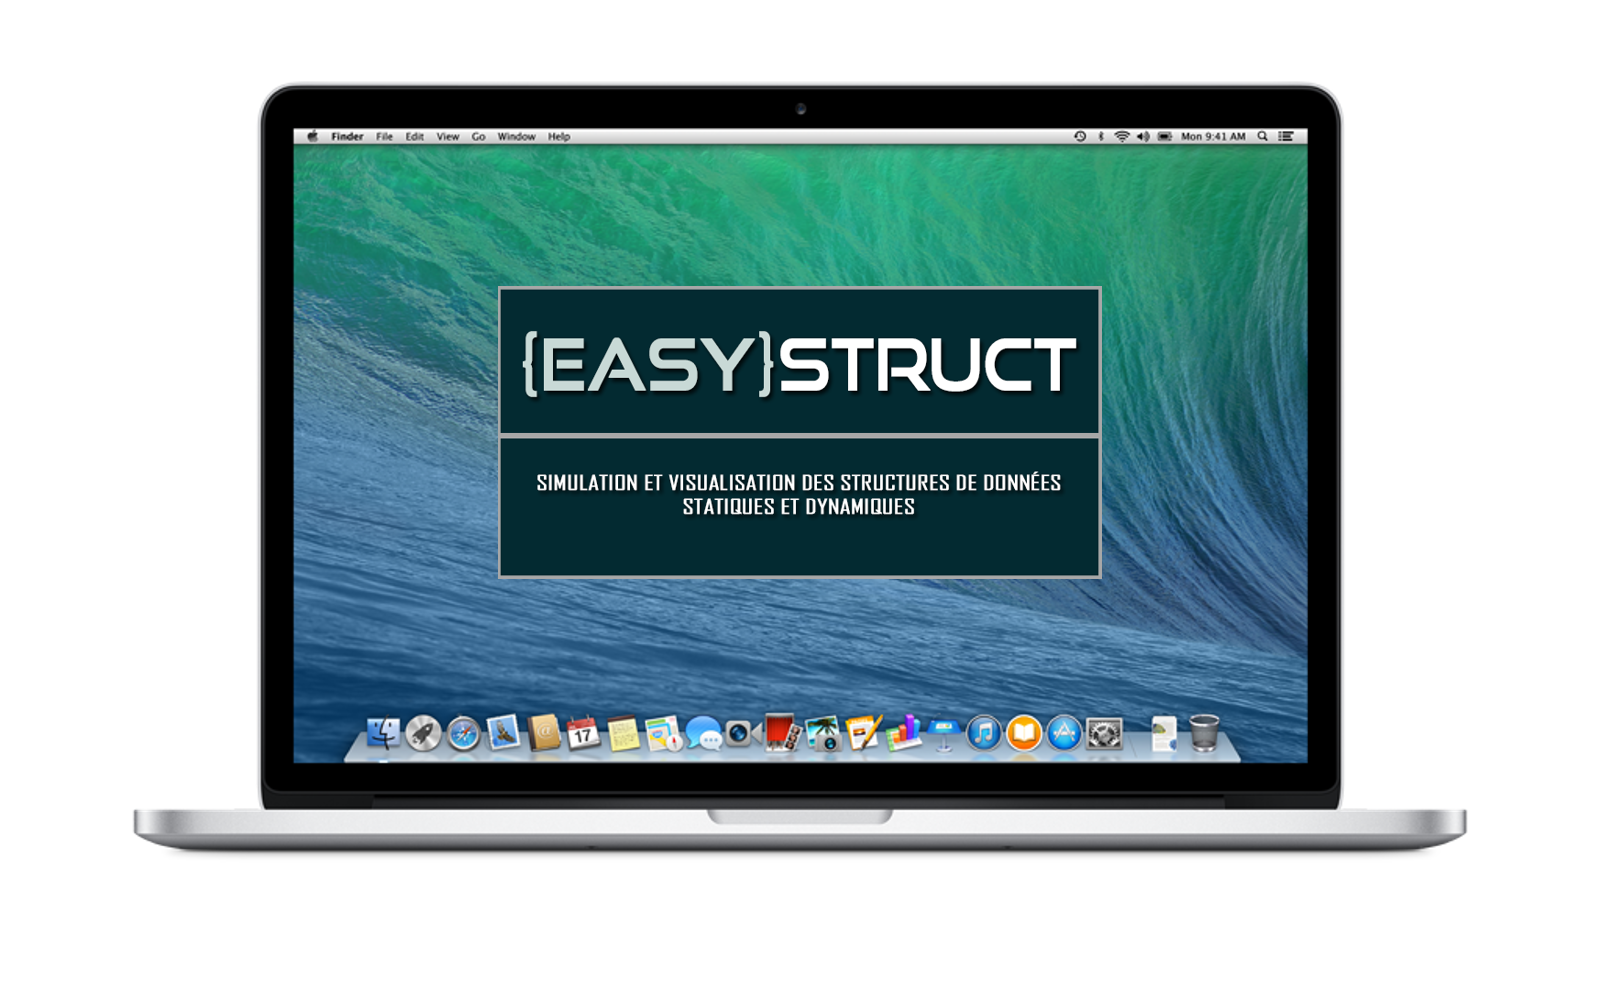 Finder File Edit View Go Window Help Mon 9:41 AM
{EASY}STRUCT
SIMULATION ET VISUALISATION DES STRUCTURES DE DONNÉES
STATIQUES ET DYNAMIQUES
17